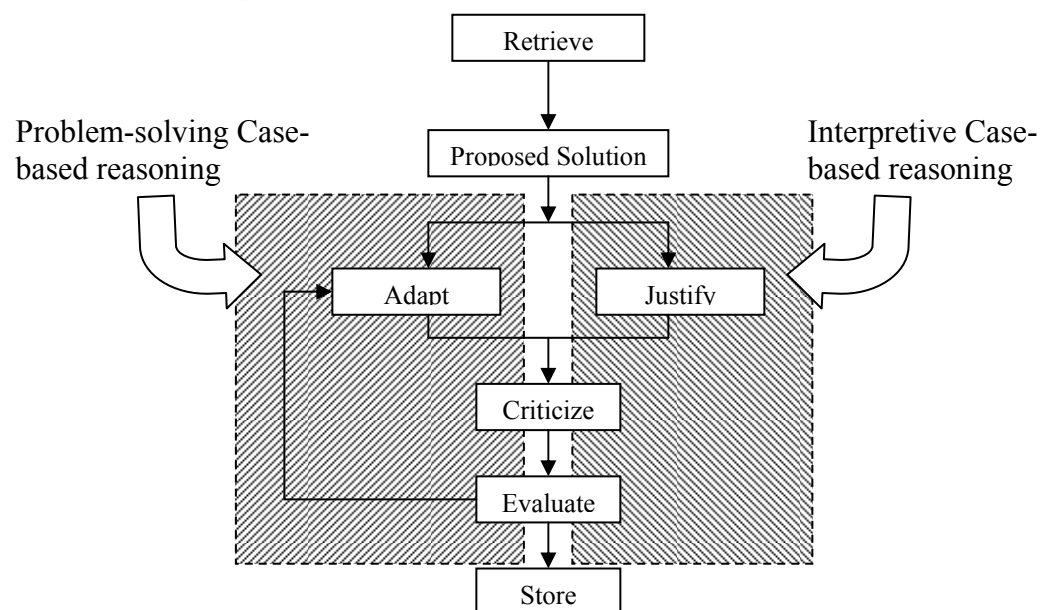 Retrieve
Problem-solving Case-
based reasoning
Proposed Solution
Interpretive Case-
based reasoning
Adapt
Justify
Criticize
Evaluate
Store